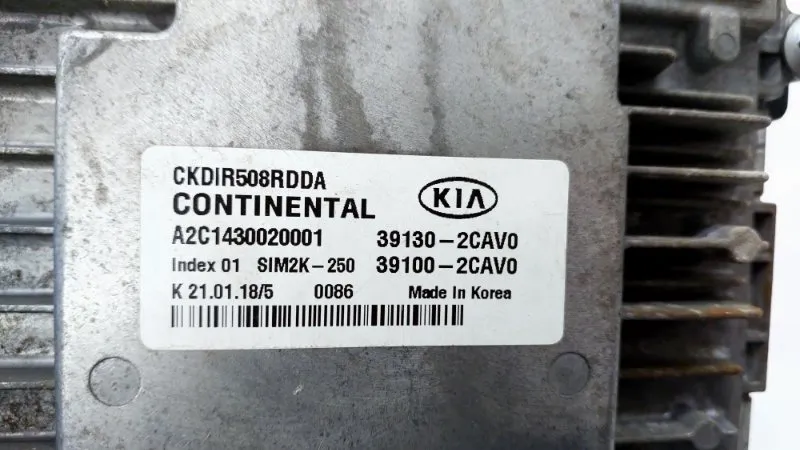 CKDIR508RDDA
CONTINENTAL KIA
A2C1430020001 39130-2CAV0
Index 01 SIM2K-250 39100-2CAV0
K 21.01.18/5 0086 Made In Korea